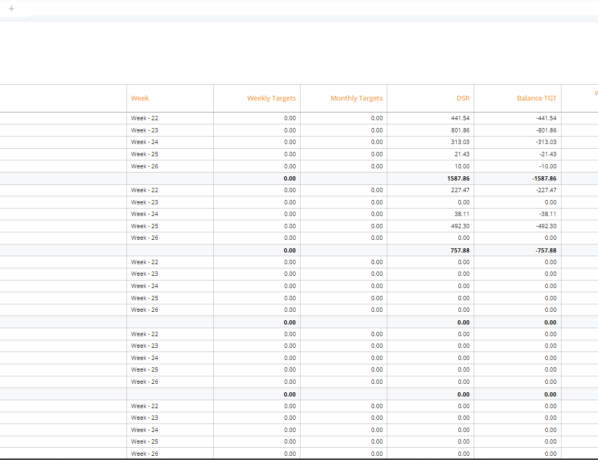 +
Week Weekly Targets Monthly Targets DSR Balance TGT W
Week - 22 0.00 0.00 441.54 -441.54
Week - 23 0.00 0.00 801.86 -801.86
Week - 24 0.00 0.00 313.03 -313.03
Week - 25 0.00 0.00 21.43 -21.43
Week - 26 0.00 0.00 10.00 -10.00
0.00 1587.86 -1587.86
Week - 22 0.00 0.00 227.47 -227.47
Week - 23 0.00 0.00 0.00 0.00
Week - 24 0.00 0.00 38.11 -38.11
Week - 25 0.00 0.00 492.30 -492.30
Week - 26 0.00 0.00 0.00 0.00
0.00 757.88 -757.88
Week - 22 0.00 0.00 0.00 0.00
Week - 23 0.00 0.00 0.00 0.00
Week - 24 0.00 0.00 0.00 0.00
Week - 25 0.00 0.00 0.00 0.00
Week - 26 0.00 0.00 0.00 0.00
0.00 0.00 0.00
Week - 22 0.00 0.00 0.00 0.00
Week - 23 0.00 0.00 0.00 0.00
Week - 24 0.00 0.00 0.00 0.00
Week - 25 0.00 0.00 0.00 0.00
Week - 26 0.00 0.00 0.00 0.00
0.00 0.00 0.00
Week - 22 0.00 0.00 0.00 0.00
Week - 23 0.00 0.00 0.00 0.00
Week - 24 0.00 0.00 0.00 0.00
Week - 25 0.00 0.00 0.00 0.00
Week - 26 0.00 0.00 0.00 0.00